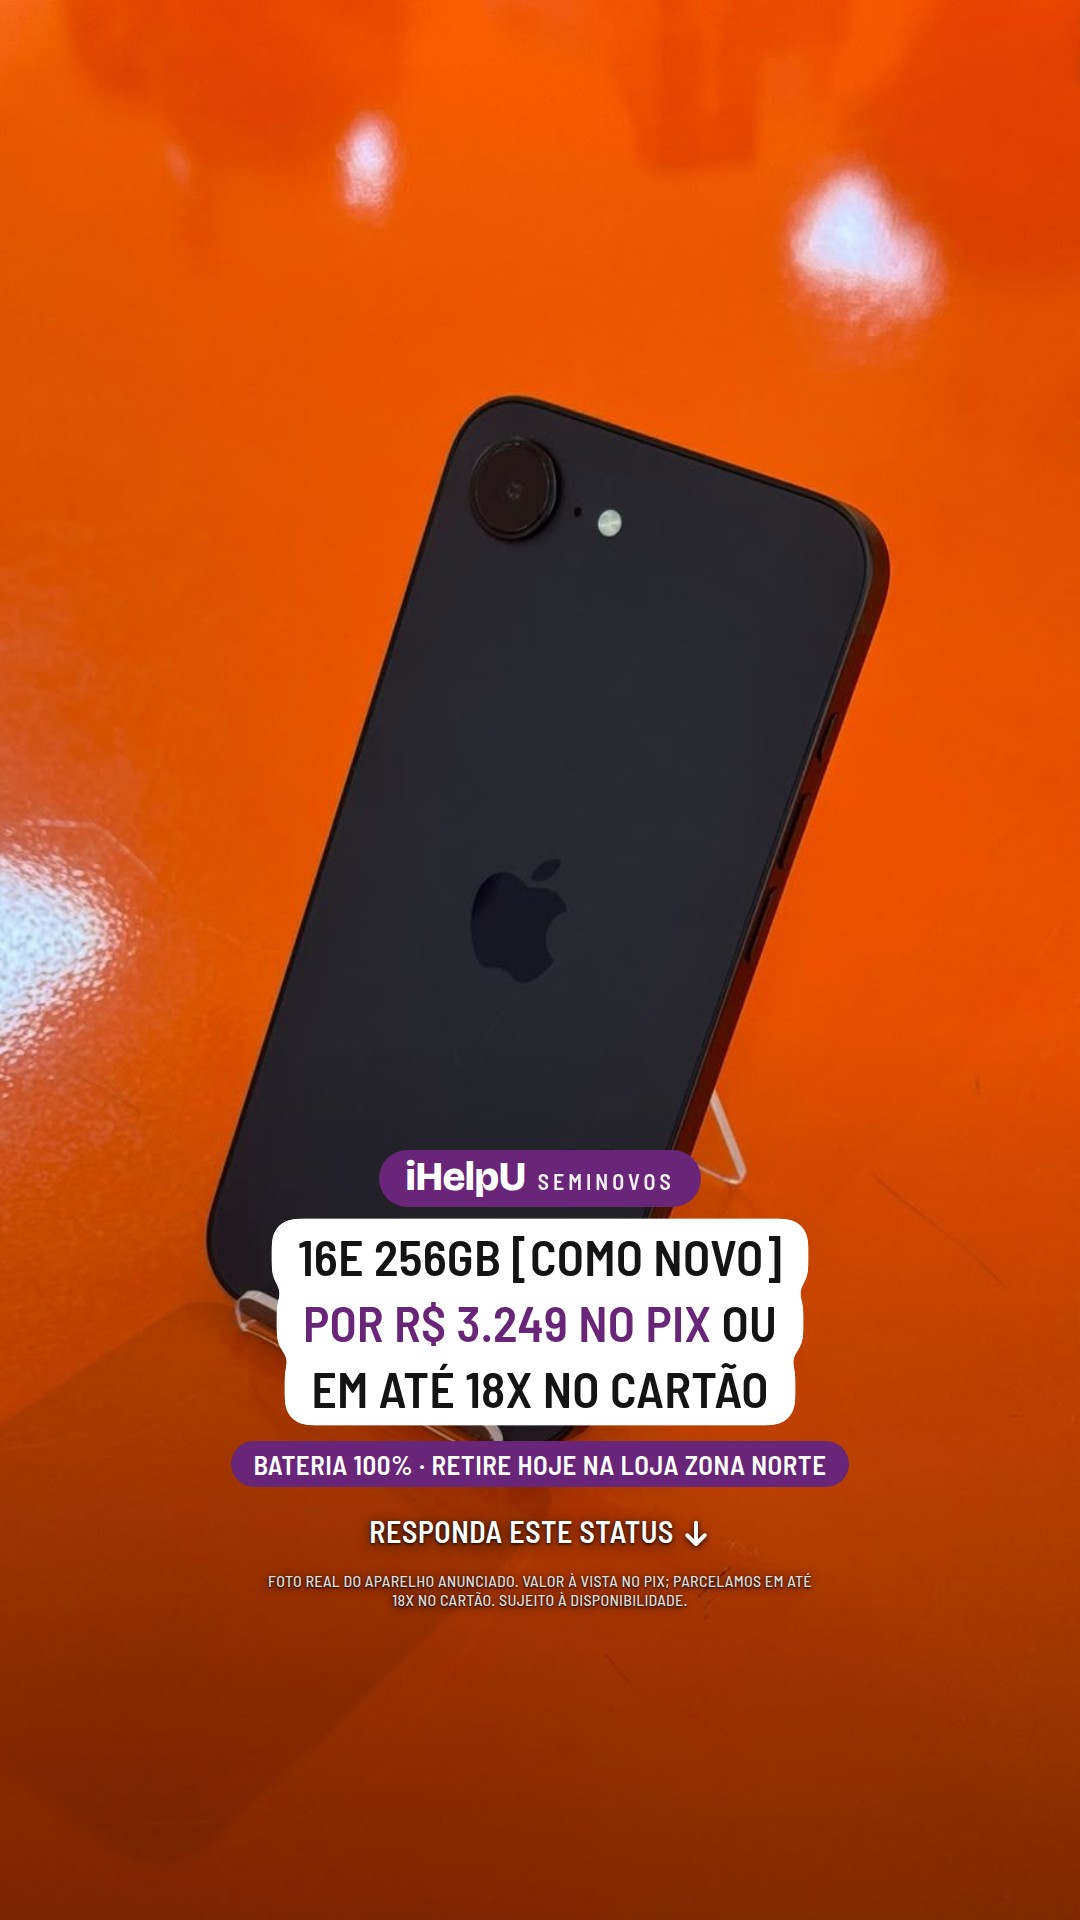 iHelpU SEMINOVOS
16E 256GB [COMO NOVO]
POR R$ 3.249 NO PIX OU
EM ATÉ 18X NO CARTÃO
BATERIA 100% · RETIRE HOJE NA LOJA ZONA NORTE
RESPONDA ESTE STATUS ↓
FOTO REAL DO APARELHO ANUNCIADO. VALOR À VISTA NO PIX; PARCELAMOS EM ATÉ
18X NO CARTÃO. SUJEITO À DISPONIBILIDADE.